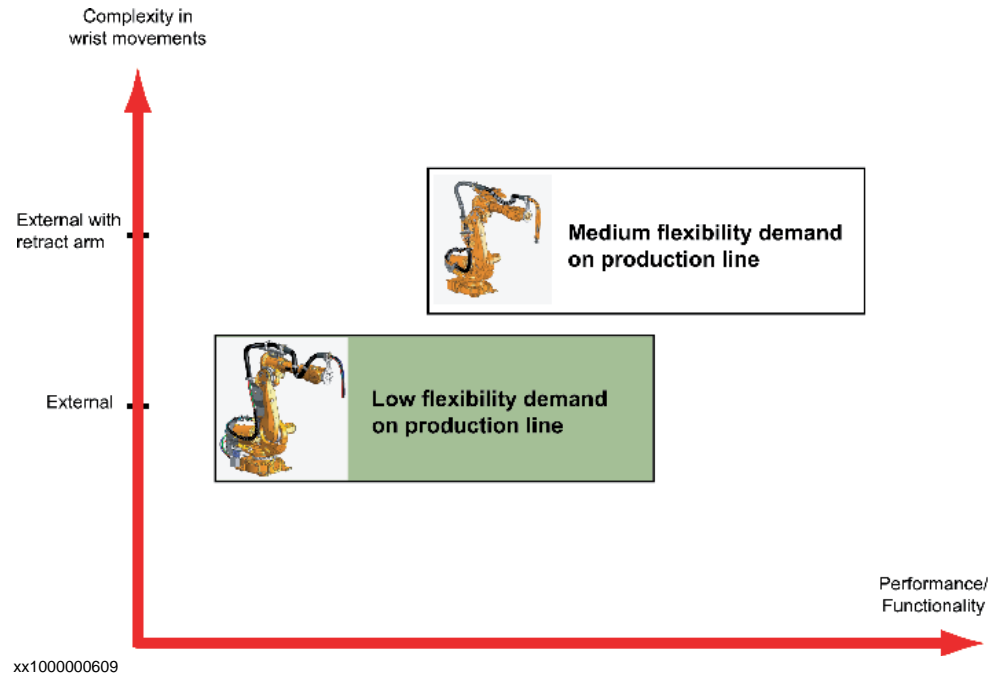 Complexity in
wrist movements
External with
retract arm
Medium flexibility demand
on production line
External
Low flexibility demand
on production line
Performance/
Functionality
xx1000000609